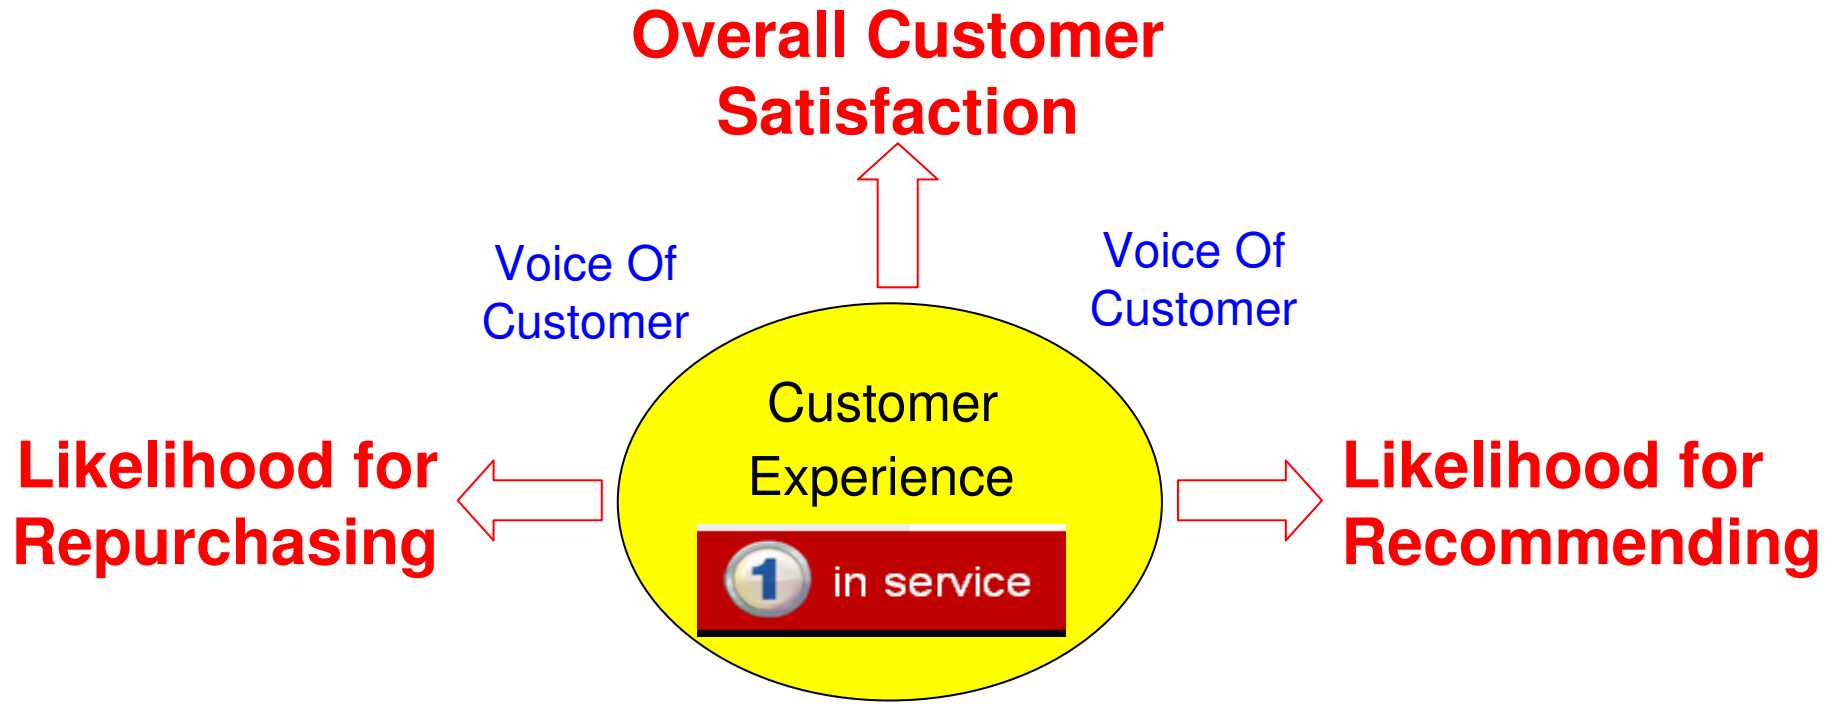 Overall Customer
Satisfaction
Voice Of
Customer
Voice Of
Customer
Customer
Experience
1 in service
Likelihood for
Repurchasing
Likelihood for
Recommending